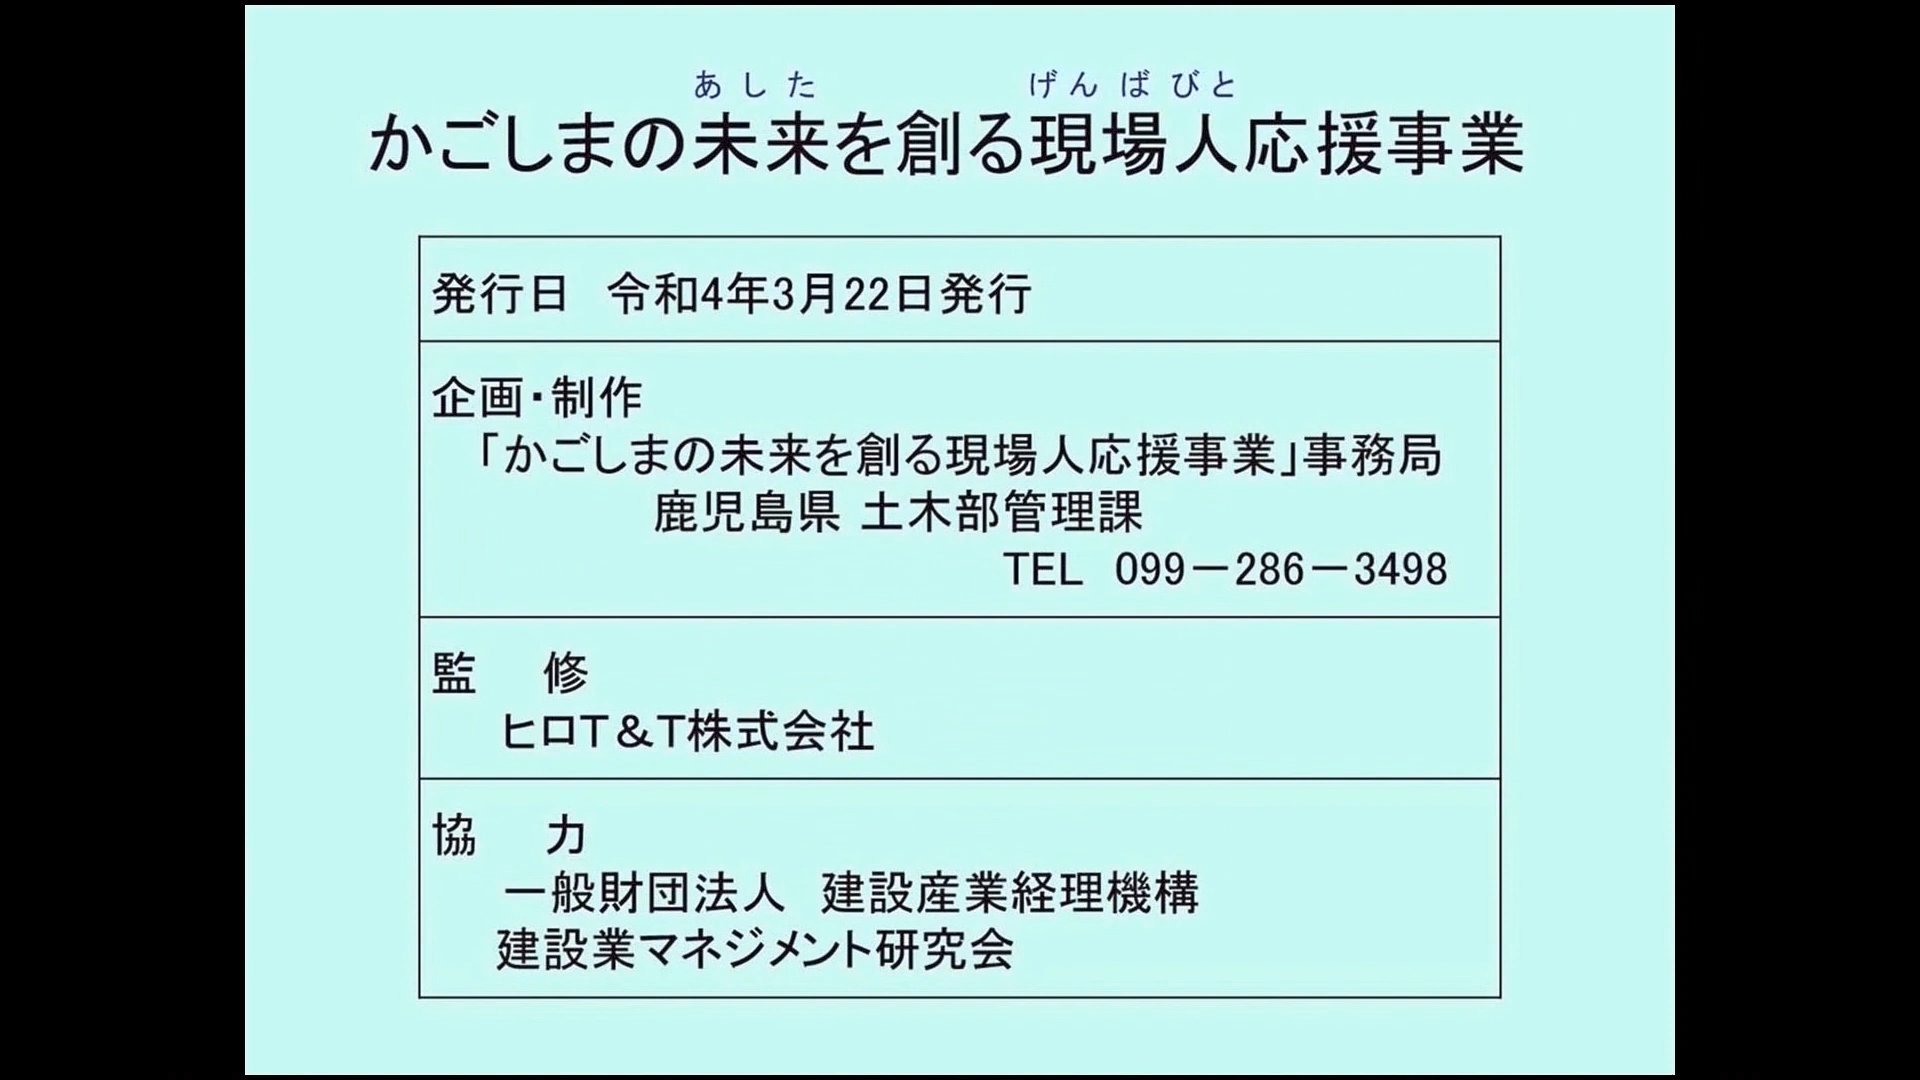 あした げんばびと
かごしまの未来を創る現場人応援事業
発行日　令和4年3月22日発行
企画・制作
「かごしまの未来を創る現場人応援事業」事務局
鹿児島県 土木部管理課
TEL　099－286－3498
監　修
ヒロT＆T株式会社
協　力
一般財団法人　建設産業経理機構
建設業マネジメント研究会